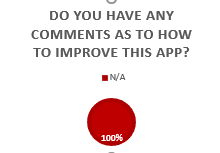 DO YOU HAVE ANY
COMMENTS AS TO HOW
TO IMPROVE THIS APP?
N/A
100%